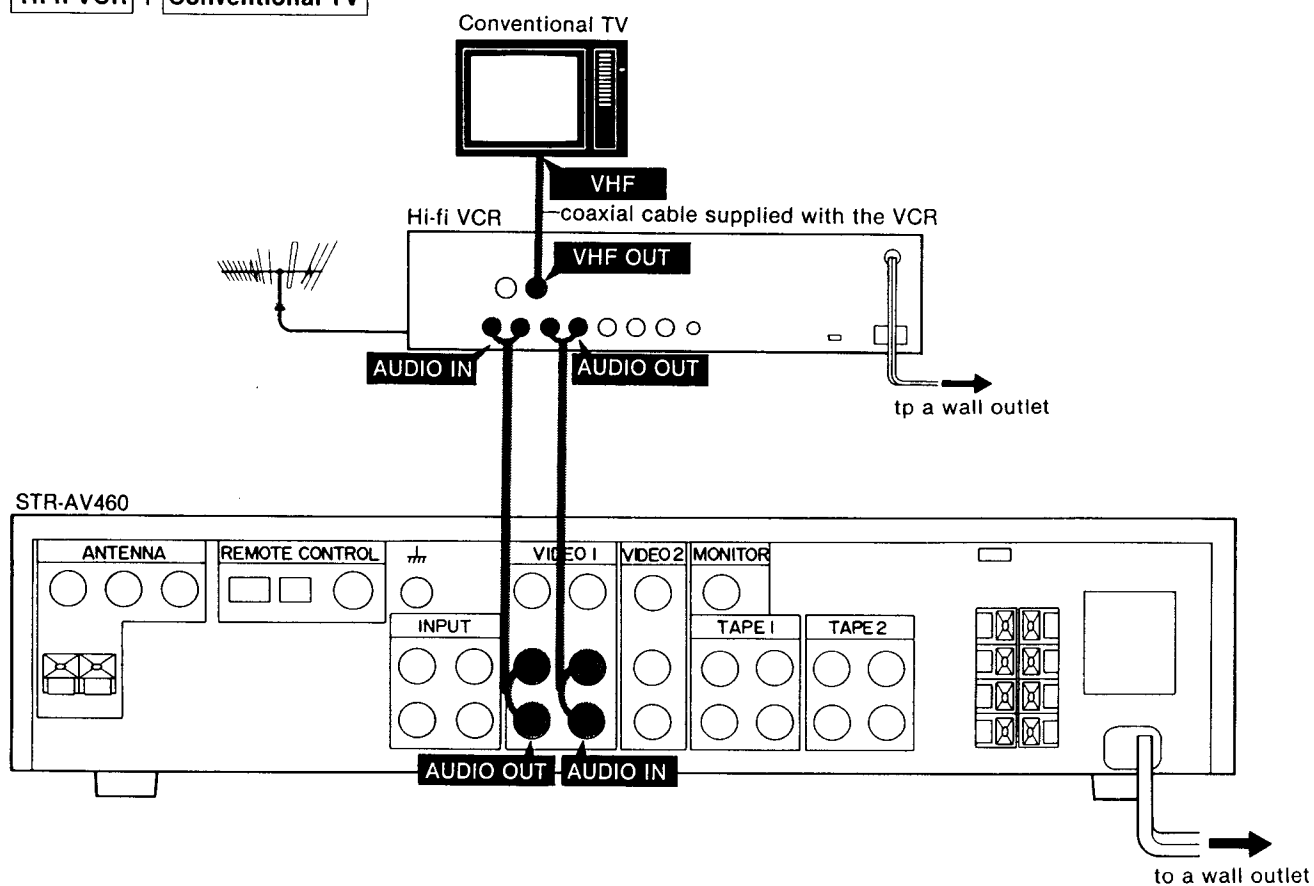 Hi-fi VCR + Conventional TV
Conventional TV
VHF
Hi-fi VCR
coaxial cable supplied with the VCR
VHF OUT
AUDIO IN
AUDIO OUT
tp a wall outlet
STR-AV460
ANTENNA
REMOTE CONTROL
VIDEO 1
VIDEO 2
MONITOR
INPUT
TAPE 1
TAPE 2
AUDIO OUT
AUDIO IN
to a wall outlet